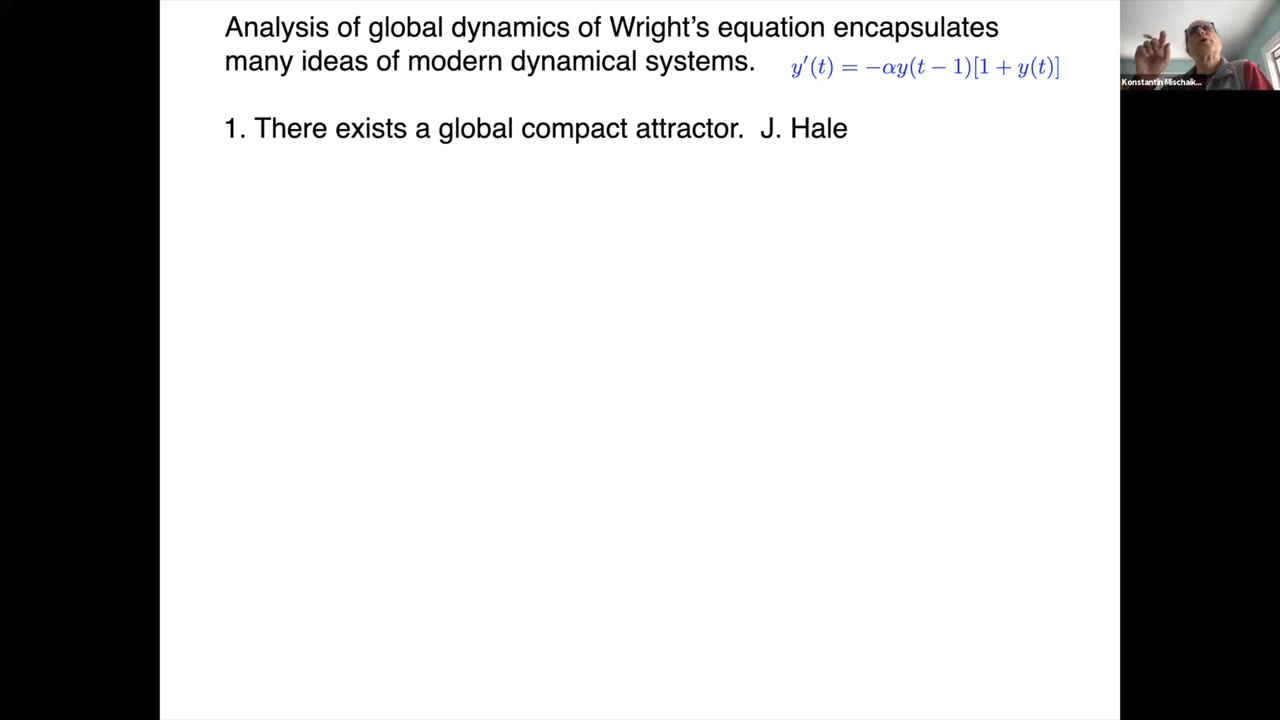 Analysis of global dynamics of Wright's equation encapsulates
many ideas of modern dynamical systems. y′(t) = −αy(t − 1)[1 + y(t)]
1. There exists a global compact attractor. J. Hale
Konstantin Mischaik...